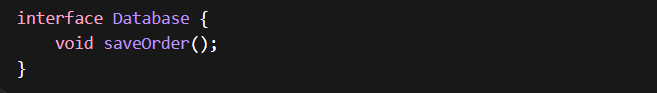 interface Database {
    void saveOrder();
}